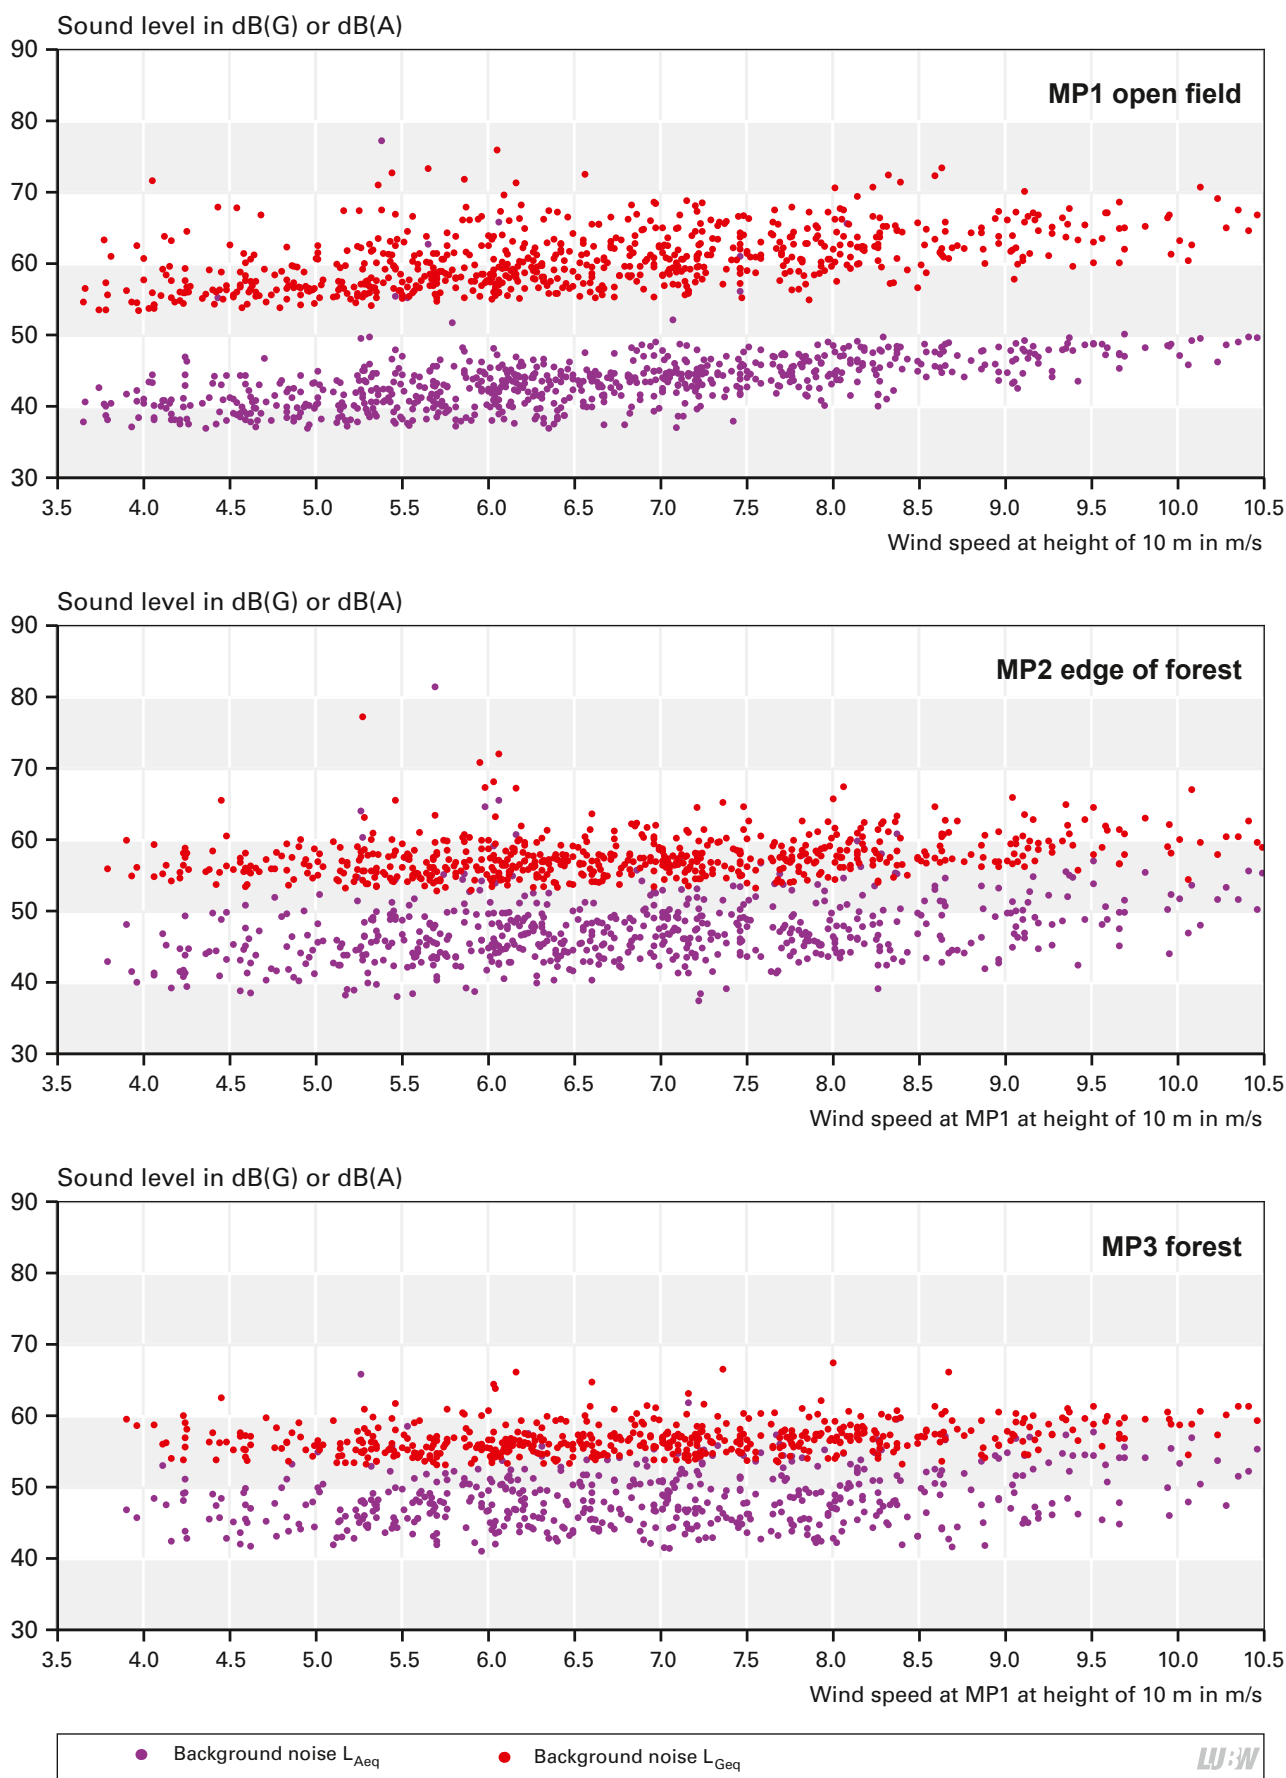 Sound level in dB(G) or dB(A)
90
MP1 open field
80
70
60
50
40
30
3.5 4.0 4.5 5.0 5.5 6.0 6.5 7.0 7.5 8.0 8.5 9.0 9.5 10.0 10.5
Wind speed at height of 10 m in m/s
Sound level in dB(G) or dB(A)
90
MP2 edge of forest
80
70
60
50
40
30
3.5 4.0 4.5 5.0 5.5 6.0 6.5 7.0 7.5 8.0 8.5 9.0 9.5 10.0 10.5
Wind speed at MP1 at height of 10 m in m/s
Sound level in dB(G) or dB(A)
90
MP3 forest
80
70
60
50
40
30
3.5 4.0 4.5 5.0 5.5 6.0 6.5 7.0 7.5 8.0 8.5 9.0 9.5 10.0 10.5
Wind speed at MP1 at height of 10 m in m/s
Background noise LAeq Background noise LGeq LUBW